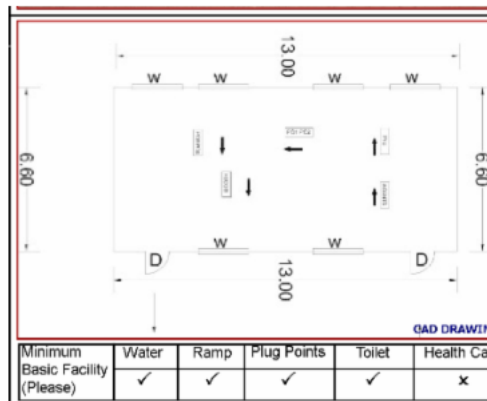 13.00
W W W W
6.60 6.60
W W
D D
13.00
CAD DRAWIN
Minimum Basic Facility (Please) Water Ramp Plug Points Toilet Health Ca
✓ ✓ ✓ ✓ x